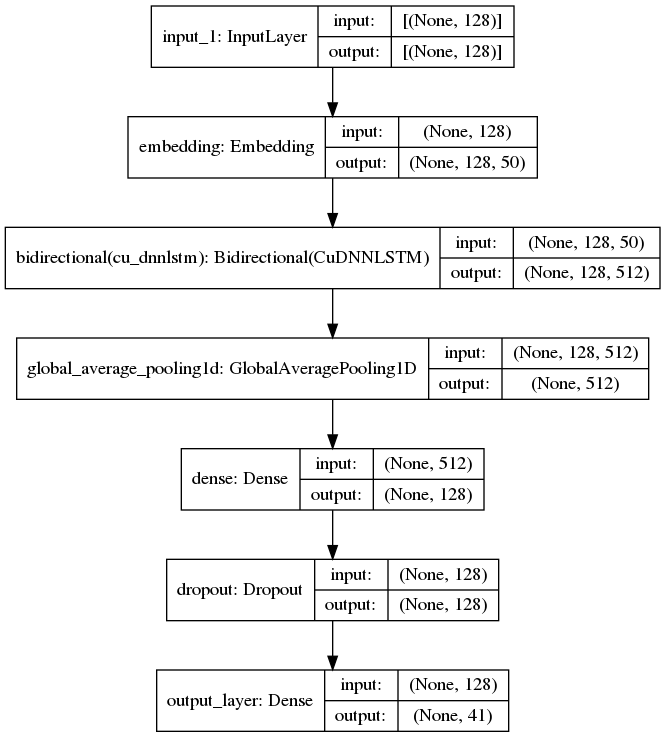 input_1: InputLayer
input:
[(None, 128)]
output:
[(None, 128)]
embedding: Embedding
input:
(None, 128)
output:
(None, 128, 50)
bidirectional(cu_dnnlstm): Bidirectional(CuDNNLSTM)
input:
(None, 128, 50)
output:
(None, 128, 512)
global_average_pooling1d: GlobalAveragePooling1D
input:
(None, 128, 512)
output:
(None, 512)
dense: Dense
input:
(None, 512)
output:
(None, 128)
dropout: Dropout
input:
(None, 128)
output:
(None, 128)
output_layer: Dense
input:
(None, 128)
output:
(None, 41)